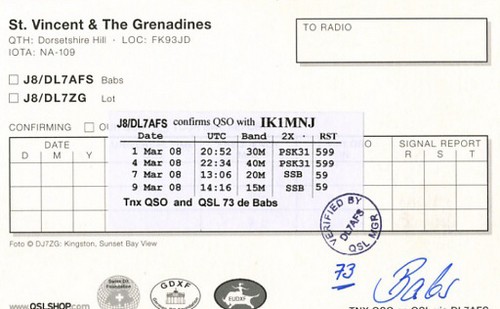 St. Vincent & The Grenadines
QTH: Dorsetshire Hill · LOC: FK93JD
IOTA: NA-109
TO RADIO
J8/DL7AFS Babs
J8/DL7ZG Lot
CONFIRMING
J8/DL7AFS confirms QSO with IK1MNJ
Date UTC Band 2X · RST
1 Mar 08 20:52 30M PSK31 599
4 Mar 08 22:34 40M PSK31 599
7 Mar 08 13:06 20M SSB 59
9 Mar 08 14:16 15M SSB 59
Tnx QSO and QSL 73 de Babs
DATE
D M Y
SIGNAL REPORT
R S T
VERIFIED BY
DL7AFS
QSL MGR.
Foto © DJ7ZG: Kingston, Sunset Bay View
73 Babs
www.QSLSHOP.com
Swiss DX
Foundation
GDXF
EUDXF